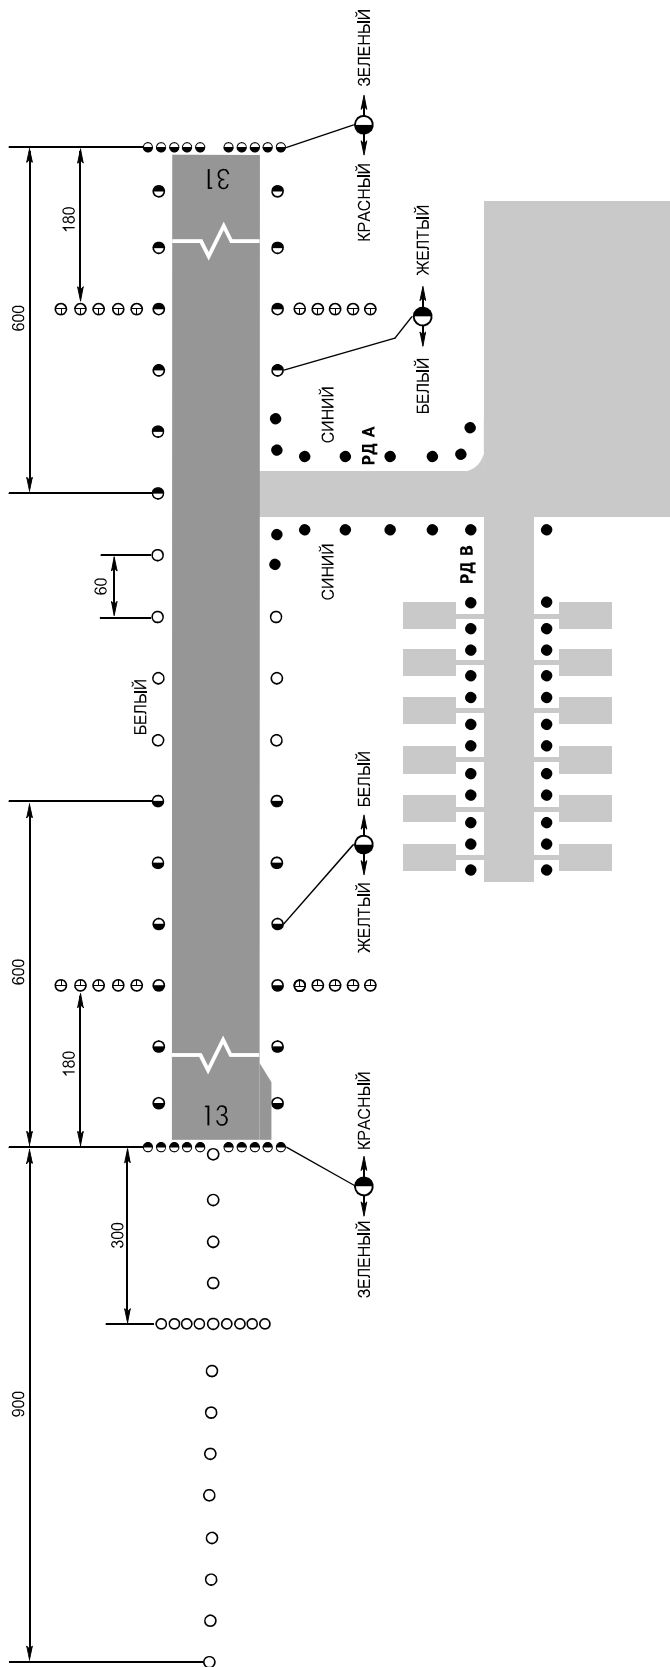 ЗЕЛЕНЫЙ
КРАСНЫЙ
31
180
600
ЖЕЛТЫЙ
БЕЛЫЙ
СИНИЙ
РД А
60
СИНИЙ
РД В
БЕЛЫЙ
БЕЛЫЙ
ЖЕЛТЫЙ
600
180
13
КРАСНЫЙ
ЗЕЛЕНЫЙ
300
900